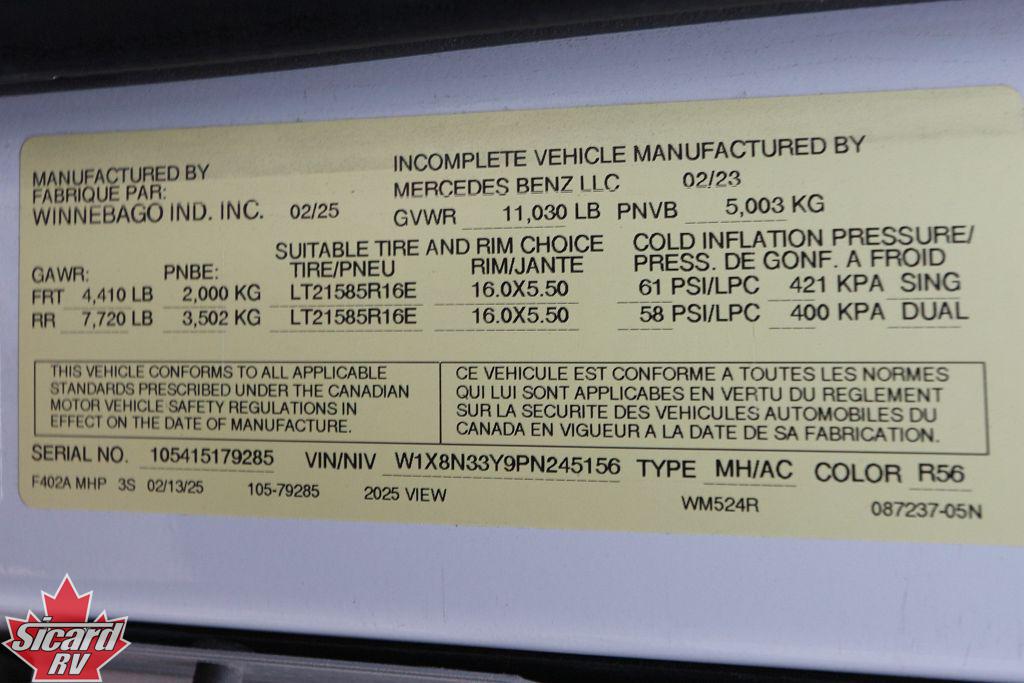 MANUFACTURED BY
FABRIQUE PAR:
WINNEBAGO IND. INC. 02/25
INCOMPLETE VEHICLE MANUFACTURED BY
MERCEDES BENZ LLC 02/23
GVWR 11,030 LB PNVB 5,003 KG
SUITABLE TIRE AND RIM CHOICE
COLD INFLATION PRESSURE/
GAWR: PNBE: TIRE/PNEU RIM/JANTE PRESS. DE GONF. A FROID
FRT 4,410 LB 2,000 KG LT21585R16E 16.0X5.50 61 PSI/LPC 421 KPA SING
RR 7,720 LB 3,502 KG LT21585R16E 16.0X5.50 58 PSI/LPC 400 KPA DUAL
THIS VEHICLE CONFORMS TO ALL APPLICABLE
STANDARDS PRESCRIBED UNDER THE CANADIAN
MOTOR VEHICLE SAFETY REGULATIONS IN
EFFECT ON THE DATE OF MANUFACTURE.
CE VEHICULE EST CONFORME A TOUTES LES NORMES
QUI LUI SONT APPLICABES EN VERTU DU REGLEMENT
SUR LA SECURITE DES VEHICULES AUTOMOBILES DU
CANADA EN VIGUEUR A LA DATE DE SA FABRICATION.
SERIAL NO. 105415179285 VIN/NIV W1X8N33Y9PN245156 TYPE MH/AC COLOR R56
F402A MHP 3S 02/13/25 105-79285 2025 VIEW WM524R 087237-05N
Sicard
RV